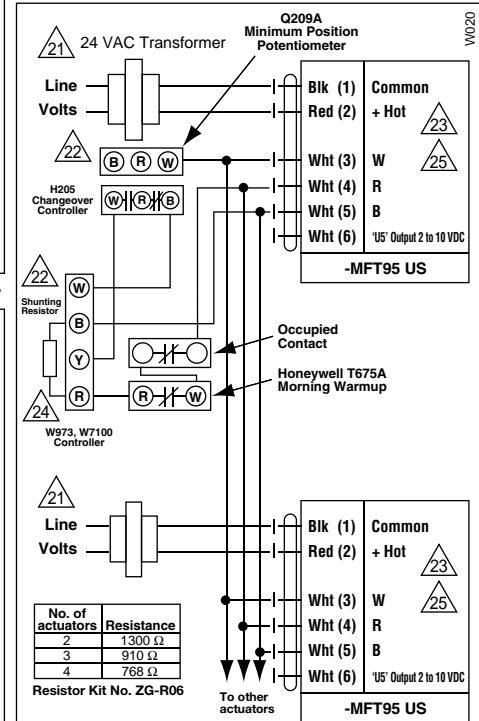 W020
21
24 VAC Transformer
Q209A
Minimum Position
Potentiometer
Line
Volts
Blk (1) Common
Red (2) + Hot
23
22
B R W
Wht (3) W
25
Wht (4) R
Wht (5) B
Wht (6) 'U5' Output 2 to 10 VDC
-MFT95 US
H205
Changeover
Controller
W R B
22
Shunting
Resistor
W
B
Y
R
24
W973, W7100
Controller
Occupied
Contact
Honeywell T675A
Morning Warmup
R W
21
Line
Volts
Blk (1) Common
Red (2) + Hot
23
Wht (3) W
25
Wht (4) R
Wht (5) B
Wht (6) 'U5' Output 2 to 10 VDC
-MFT95 US
No. of
actuators Resistance
2 1300 Ω
3 910 Ω
4 768 Ω
Resistor Kit No. ZG-R06
To other
actuators